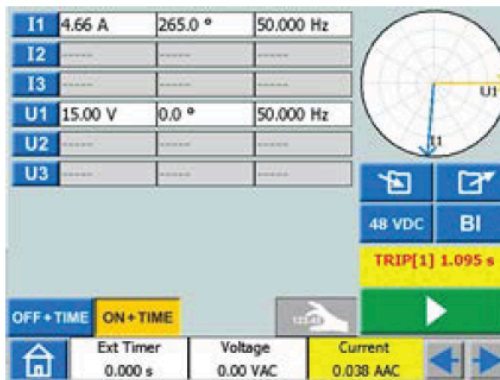 I1 4.66 A 265.0 º 50.000 Hz
I2 ----- ----- -----
I3 ----- ----- -----
U1 15.00 V 0.0 º 50.000 Hz
U2 ----- ----- -----
U3 ----- ----- -----
U1
I1
48 VDC BI
TRIP[1] 1.095 s
OFF+TIME ON+TIME
Ext Timer Voltage Current
0.000 s 0.00 VAC 0.038 AAC